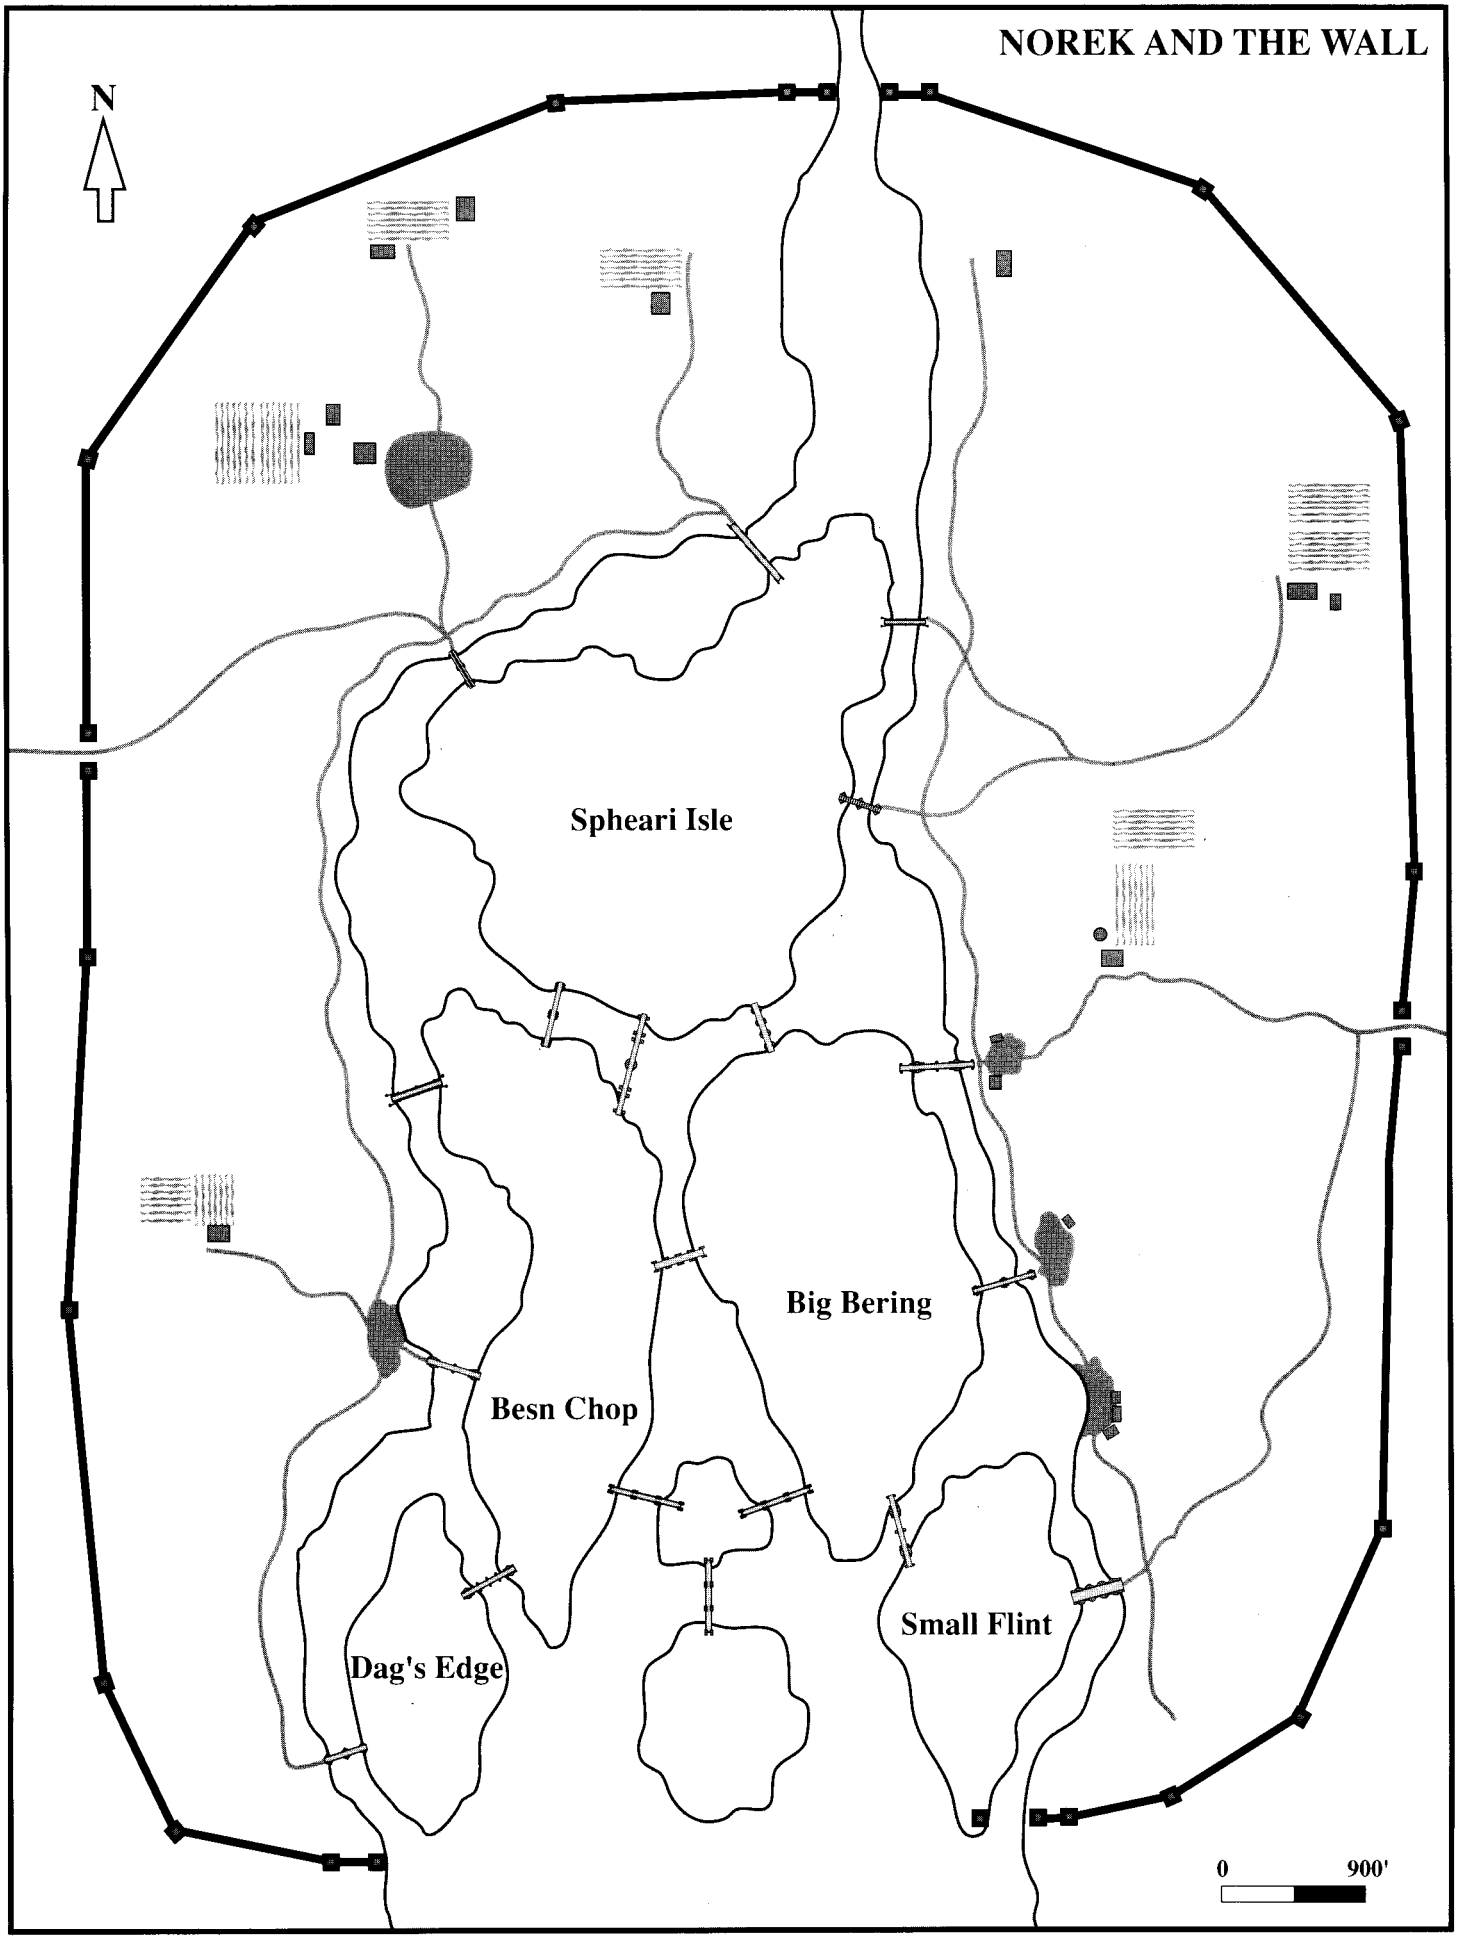 NOREK AND THE WALL
N
Spheari Isle
Big Bering
Besn Chop
Small Flint
Dag's Edge
0 900'